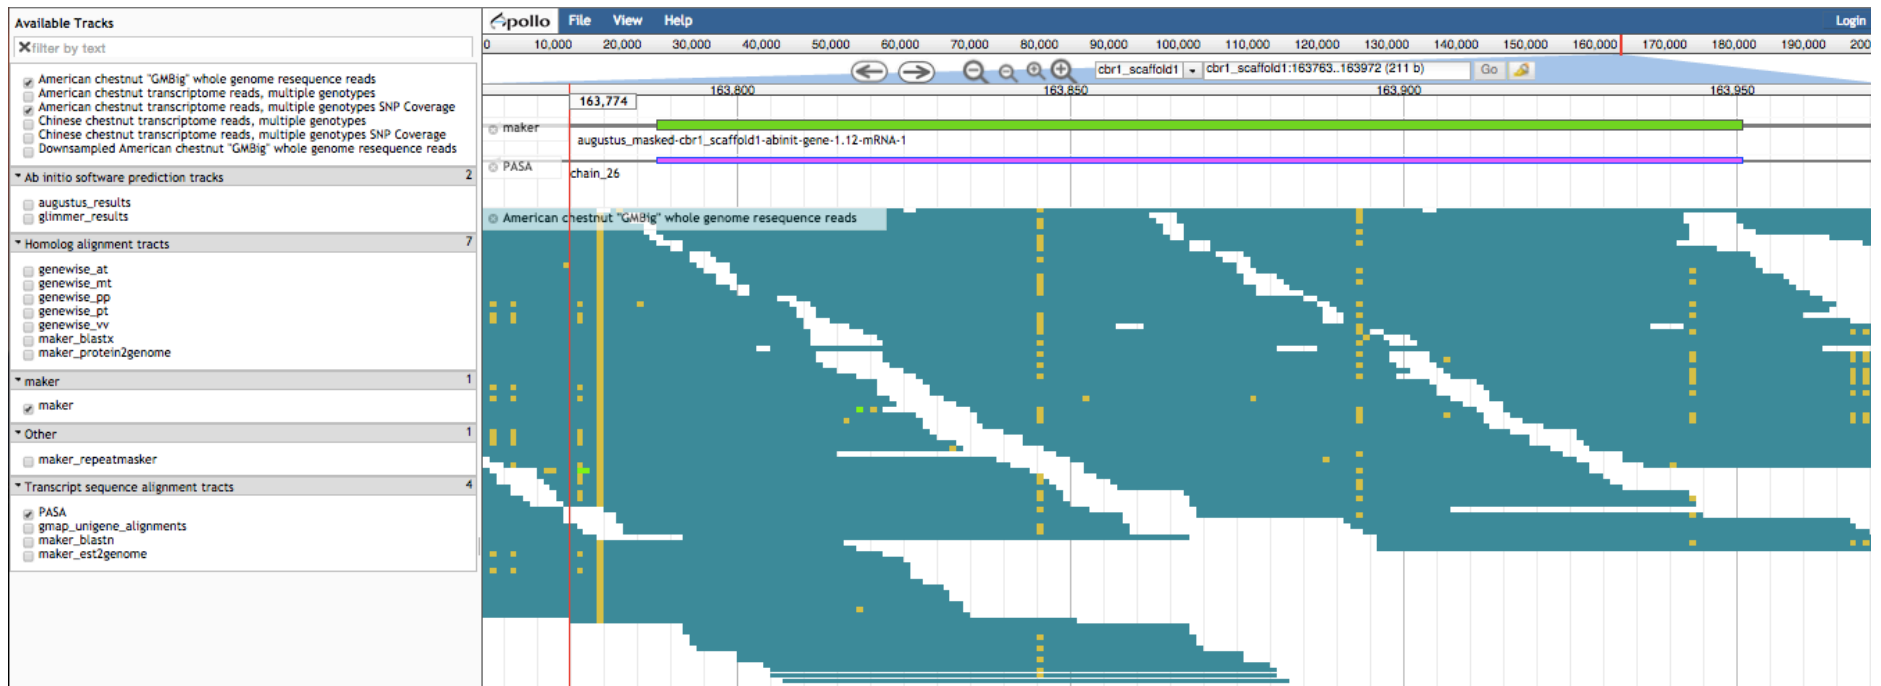 Available Tracks
filter by text
American chestnut "GMBig" whole genome resequence reads
American chestnut transcriptome reads, multiple genotypes
American chestnut transcriptome reads, multiple genotypes SNP Coverage
Chinese chestnut transcriptome reads, multiple genotypes
Chinese chestnut transcriptome reads, multiple genotypes SNP Coverage
Downsampled American chestnut "GMBig" whole genome resequence reads
Ab initio software prediction tracks 2
augustus_results
glimmer_results
Homolog alignment tracts 7
genewise_at
genewise_mt
genewise_pp
genewise_pt
genewise_vv
maker_blastx
maker_protein2genome
maker 1
maker
Other 1
maker_repeatmasker
Transcript sequence alignment tracts 4
PASA
gmap_unigene_alignments
maker_blastn
maker_est2genome
Apollo File View Help Login
0 10,000 20,000 30,000 40,000 50,000 60,000 70,000 80,000 90,000 100,000 110,000 120,000 130,000 140,000 150,000 160,000 170,000 180,000 190,000 200
cbr1_scaffold1 cbr1_scaffold1:163763..163972 (211 b) Go
163,800 163,850 163,900 163,950
163,774
maker
augustus_masked-cbr1_scaffold1-abinit-gene-1.12-mRNA-1
PASA
chain_26
American chestnut "GMBig" whole genome resequence reads